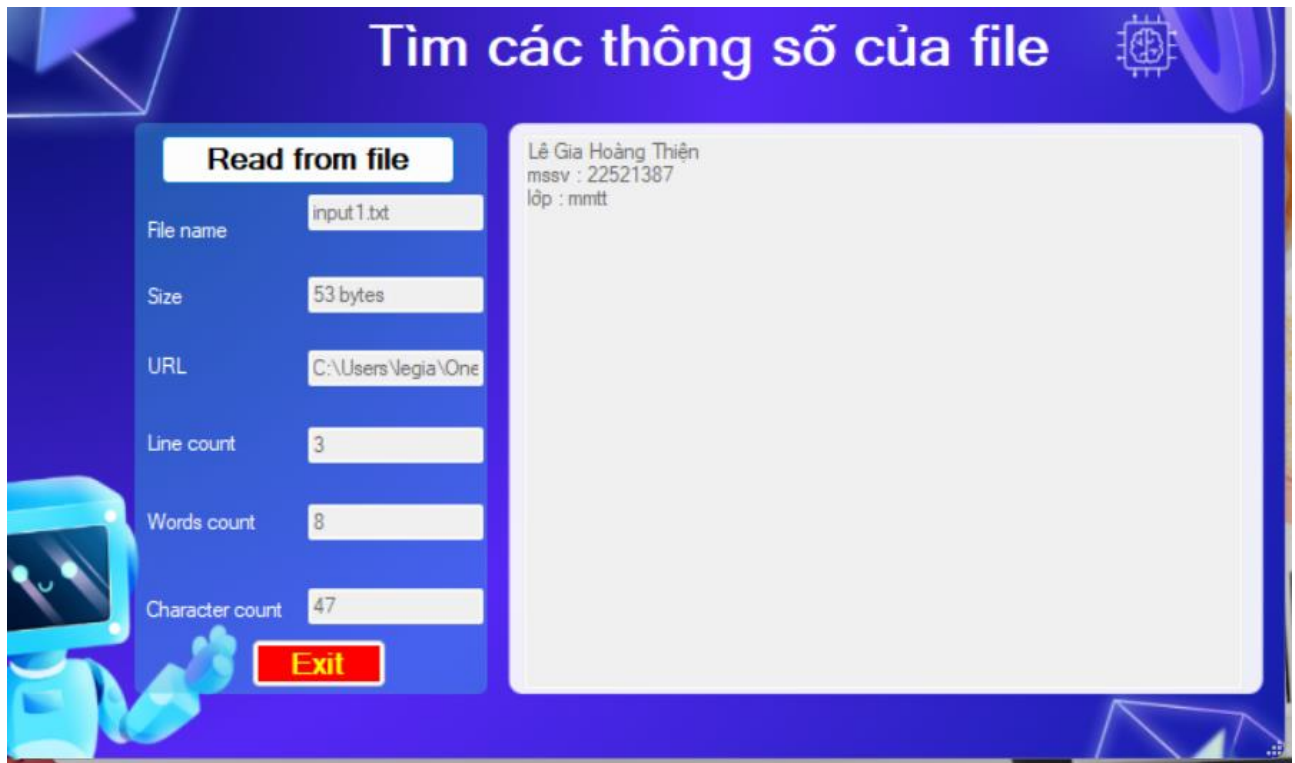 Tìm các thông số của file
Read from file
File name
input1.txt
Size
53 bytes
URL
C:\Users\legia\One
Line count
3
Words count
8
Character count
47
Exit
Lê Gia Hoàng Thiện
mssv : 22521387
lớp : mmtt